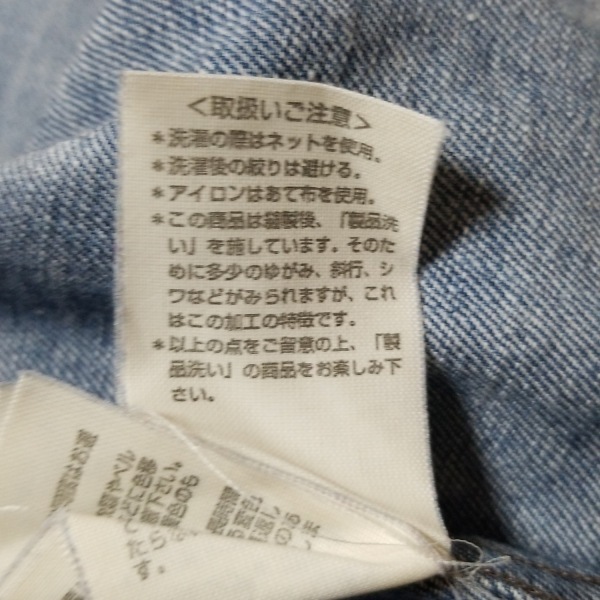 <取扱いご注意>
*洗濯の際はネットを使用。
*洗濯後の絞りは避ける。
*アイロンはあて布を使用。
*この商品は縫製後、「製品洗
い」を施しています。そのた
めに多少のゆがみ、斜行、シ
ワなどがみられますが、これ
はこの加工の特徴です。
*以上の点をご留意の上、「製
品洗い」の商品をお楽しみ下
さい。